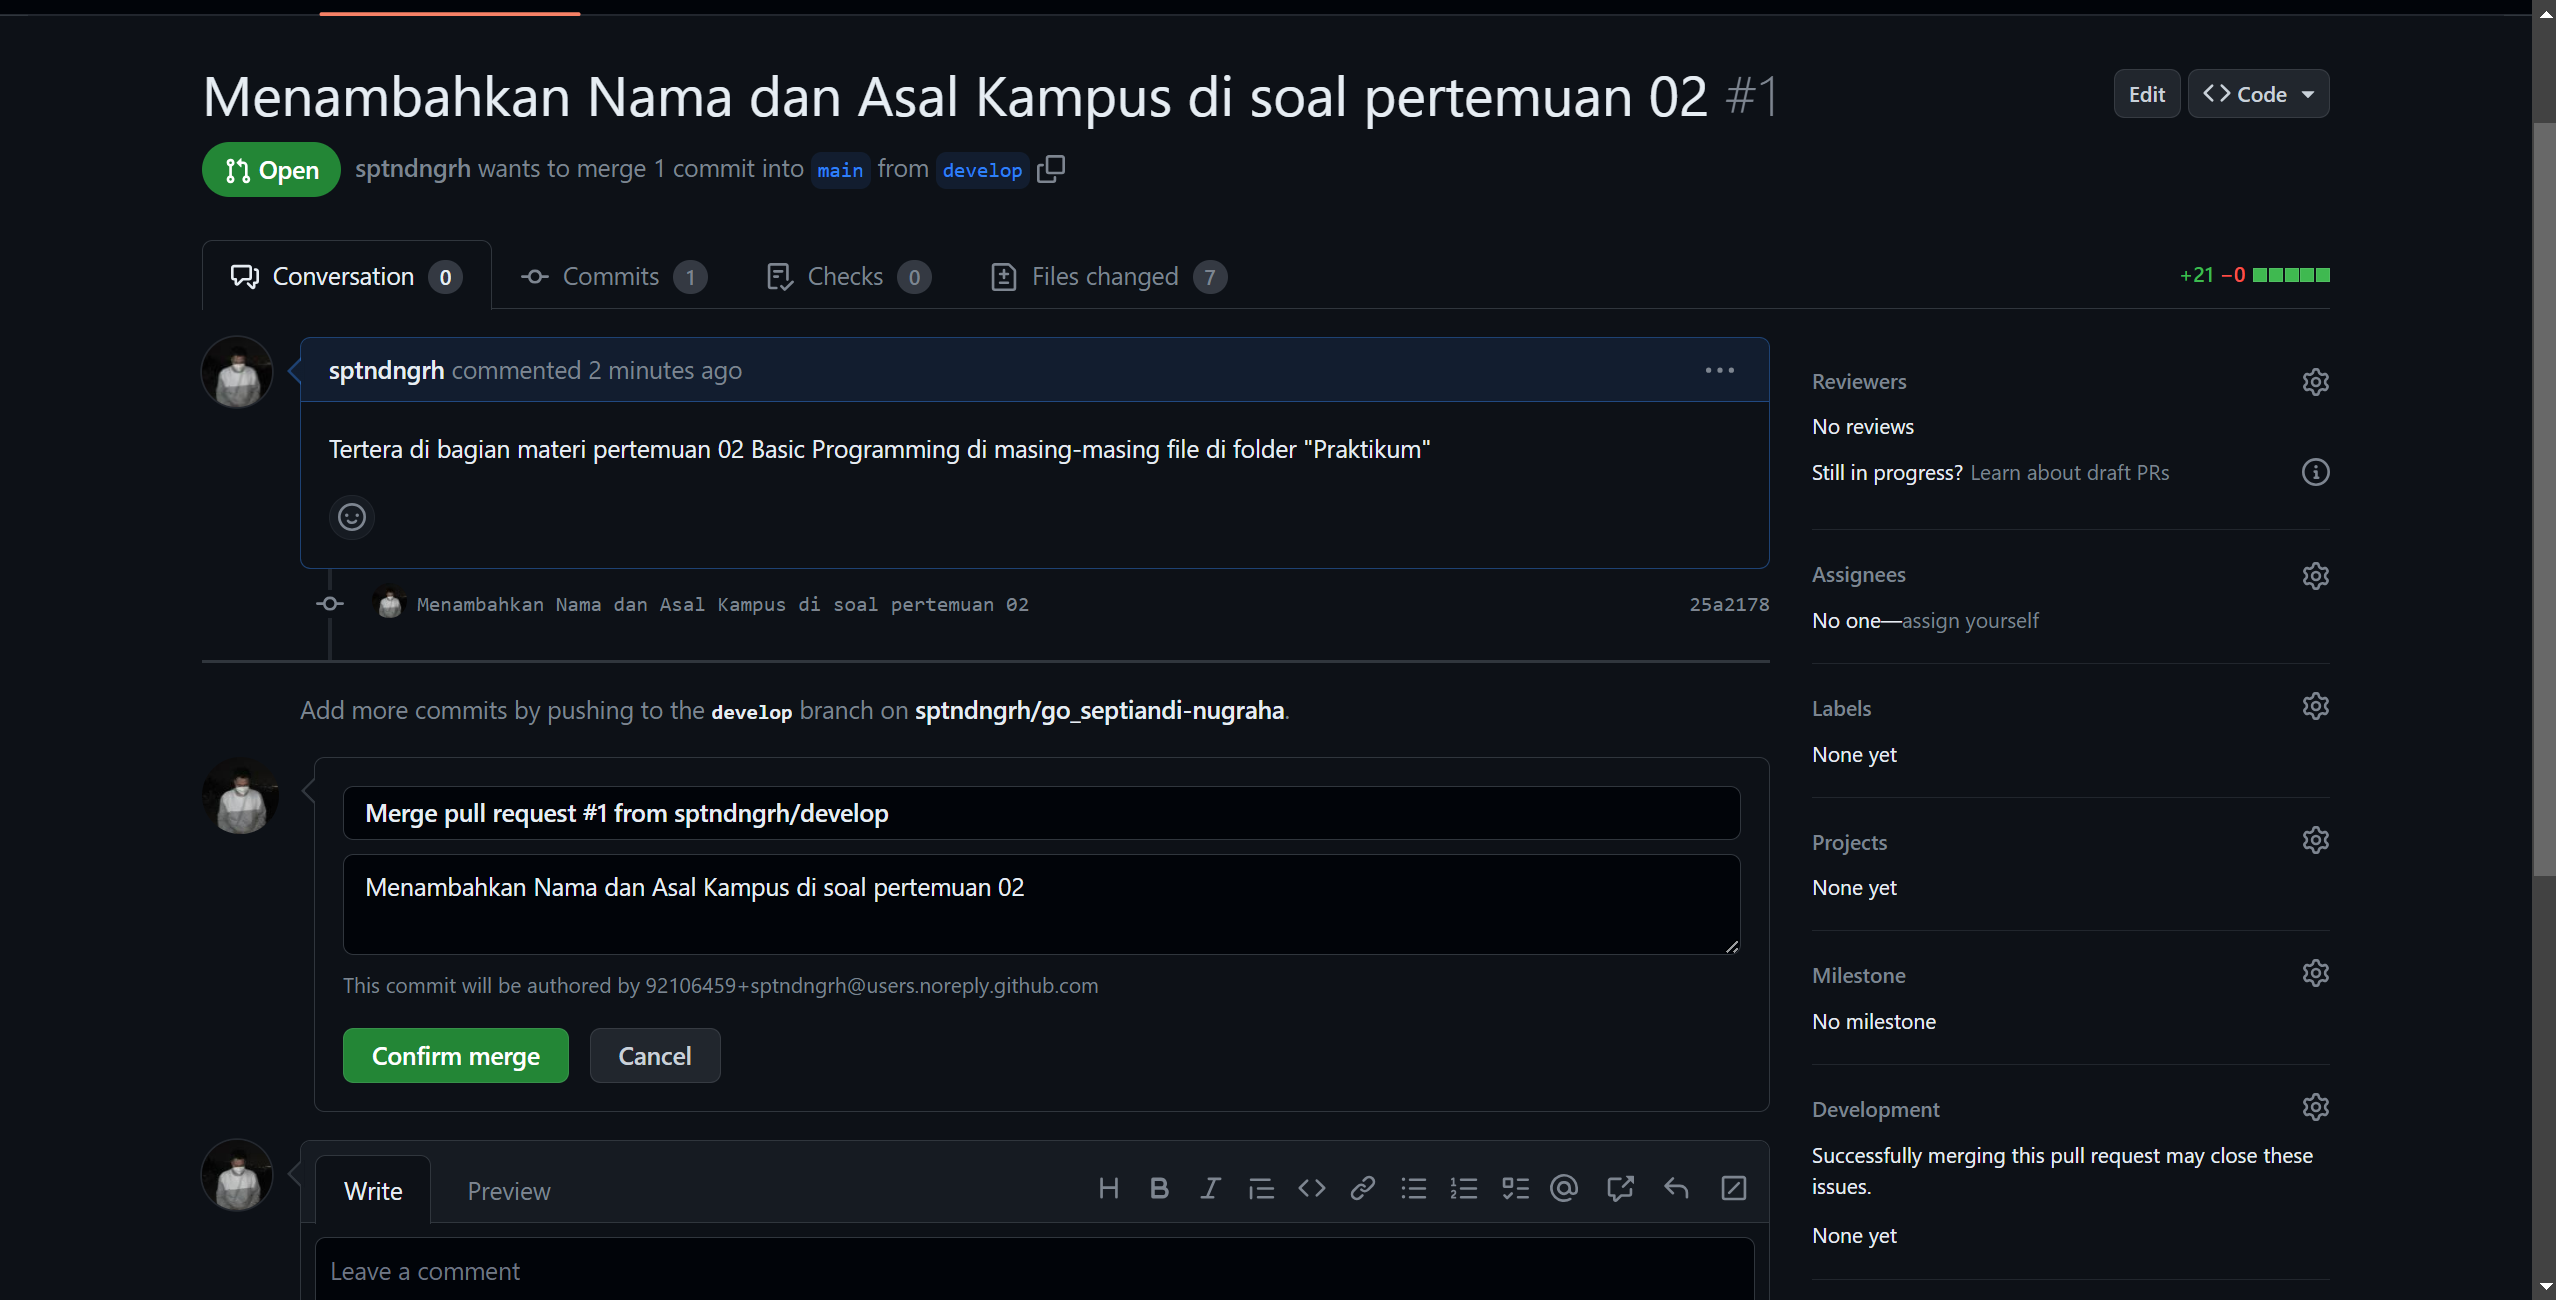 Menambahkan Nama dan Asal Kampus di soal pertemuan 02 #1
Edit
<> Code
Open
sptndngrh wants to merge 1 commit into main from develop
Conversation 0
Commits 1
Checks 0
Files changed 7
+21 −0
sptndngrh commented 2 minutes ago
Tertera di bagian materi pertemuan 02 Basic Programming di masing-masing file di folder "Praktikum"
Menambahkan Nama dan Asal Kampus di soal pertemuan 02
25a2178
Add more commits by pushing to the develop branch on sptndngrh/go_septiandi-nugraha.
Merge pull request #1 from sptndngrh/develop
Menambahkan Nama dan Asal Kampus di soal pertemuan 02
This commit will be authored by 92106459+sptndngrh@users.noreply.github.com
Confirm merge
Cancel
Write
Preview
Leave a comment
Reviewers
No reviews
Still in progress? Learn about draft PRs
Assignees
No one—assign yourself
Labels
None yet
Projects
None yet
Milestone
No milestone
Development
Successfully merging this pull request may close these
issues.
None yet